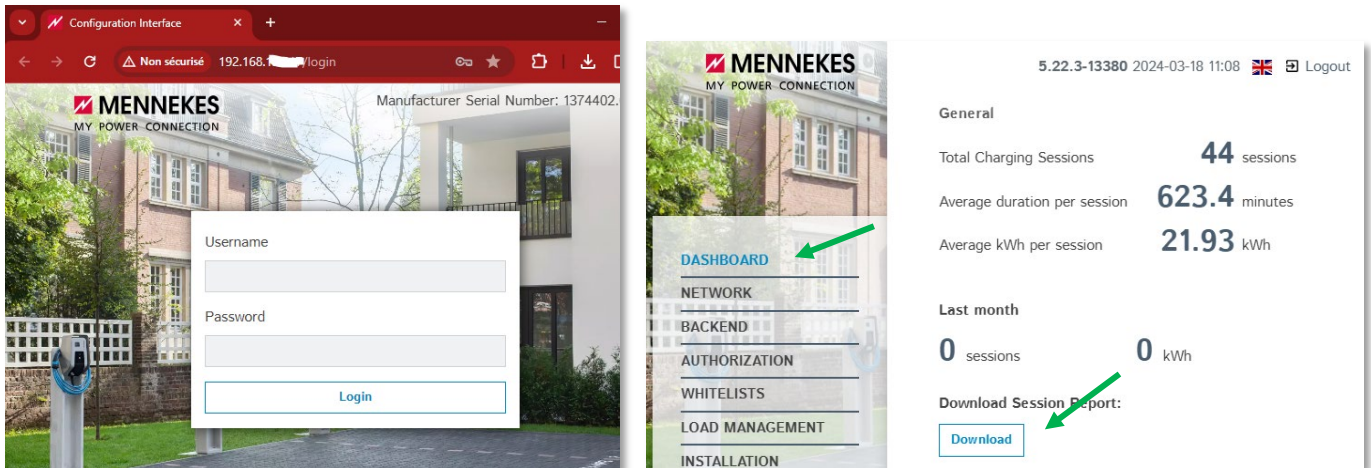 Configuration Interface
Non sécurisé 192.168.1 /login
MENNEKES
MY POWER CONNECTION
Manufacturer Serial Number: 1374402.
Username
Password
Login
MENNEKES
MY POWER CONNECTION
5.22.3-13380 2024-03-18 11:08 Logout
DASHBOARD
NETWORK
BACKEND
AUTHORIZATION
WHITELISTS
LOAD MANAGEMENT
INSTALLATION
General
Total Charging Sessions 44 sessions
Average duration per session 623.4 minutes
Average kWh per session 21.93 kWh
Last month
0 sessions 0 kWh
Download Session Report:
Download